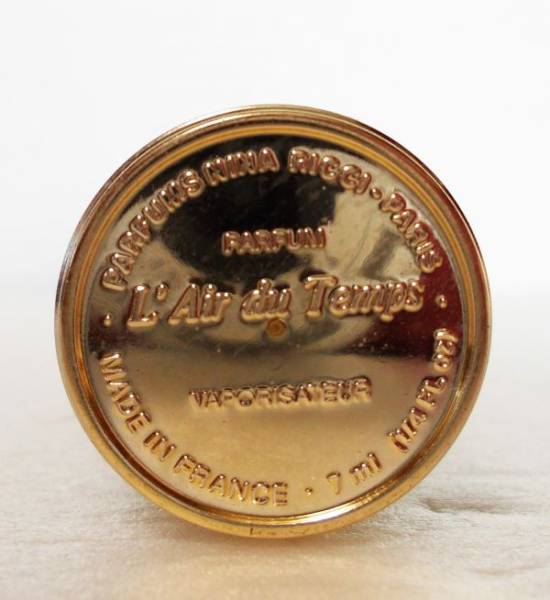 PARFUMS NINA RICCI · PARIS
PARFUM
L'Air du Temps
VAPORISATEUR
· MADE IN FRANCE · 7 ml (1/4 FL OZ) ·